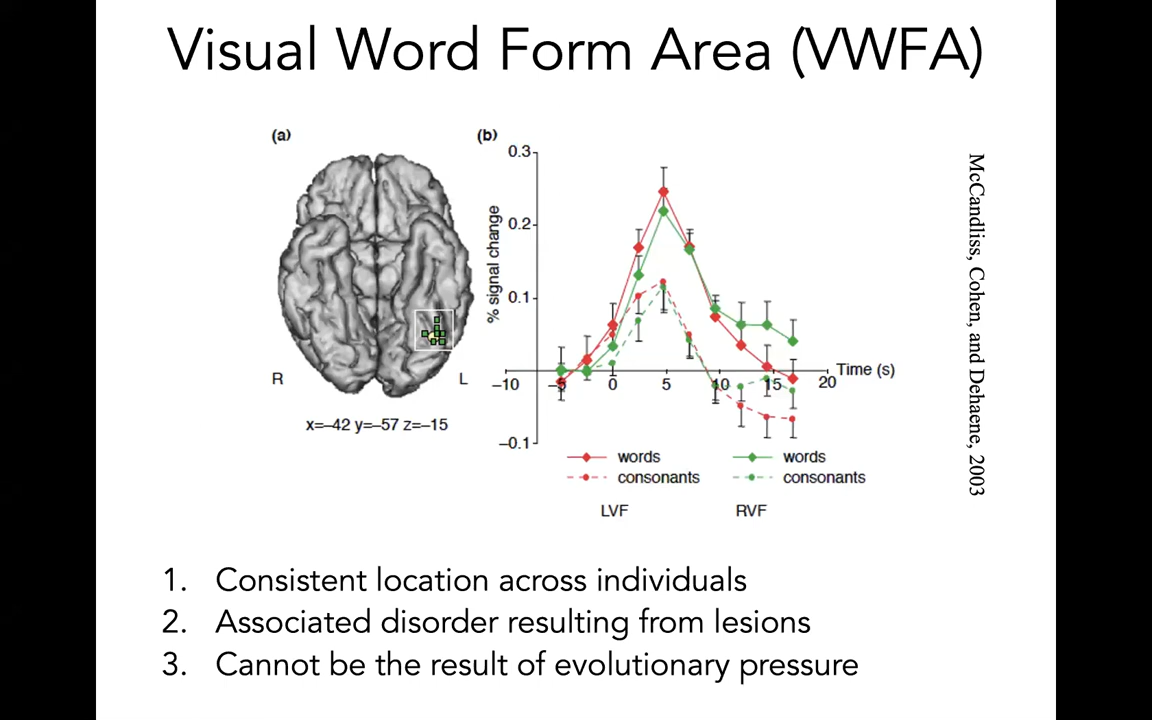 Visual Word Form Area (VWFA)
(a)
(b)
0.3
0.2
0.1
–0.1
% signal change
–10
–5
0
5
10
15
20
Time (s)
R
L
x=–42 y=–57 z=–15
words
consonants
LVF
words
consonants
RVF
McCandliss, Cohen, and Dehaene, 2003
1. Consistent location across individuals
2. Associated disorder resulting from lesions
3. Cannot be the result of evolutionary pressure